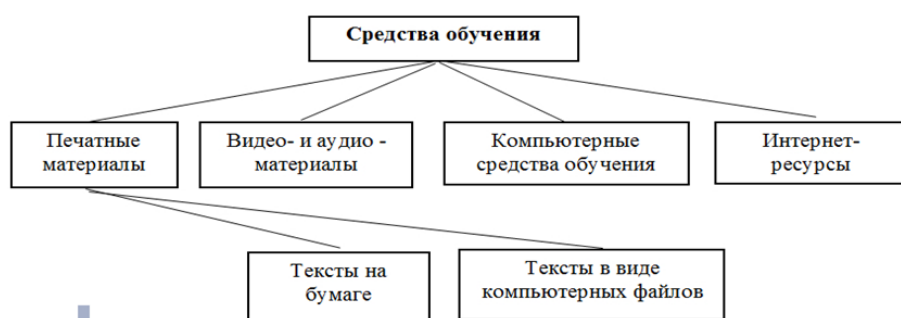 Средства обучения
Печатные
материалы
Видео- и аудио -
материалы
Компьютерные
средства обучения
Интернет-
ресурсы
Тексты на
бумаге
Тексты в виде
компьютерных файлов